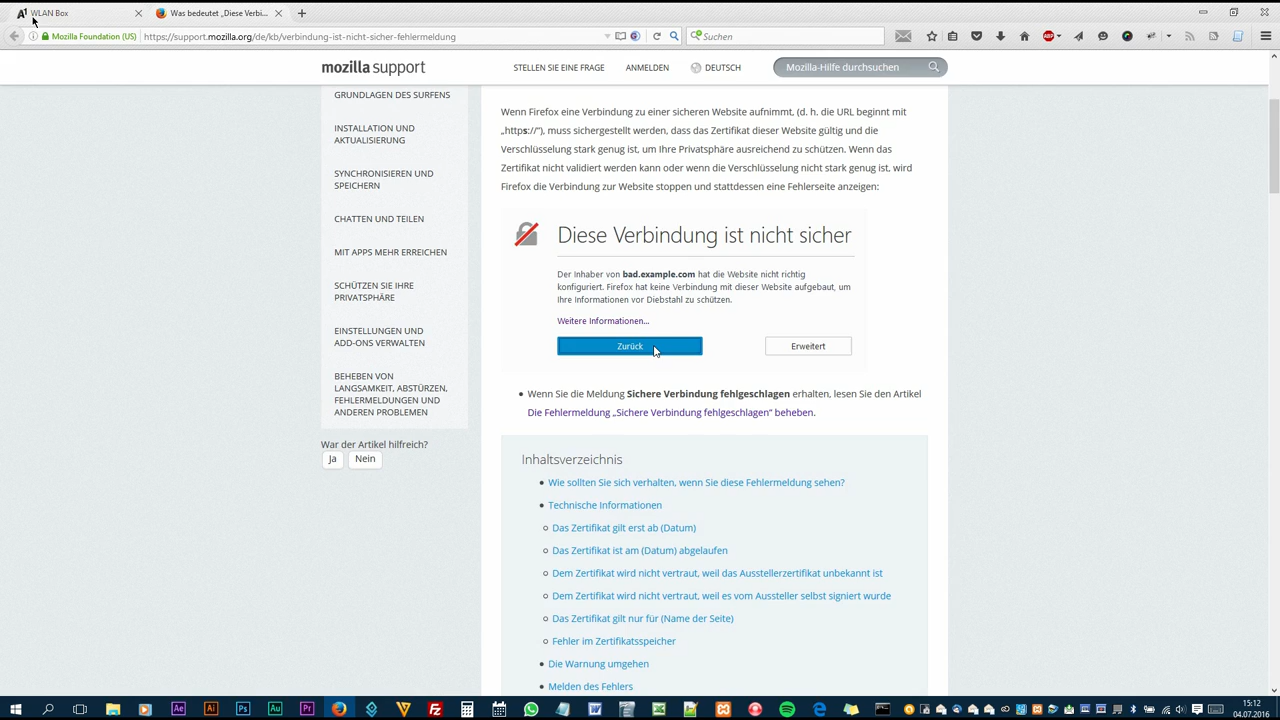 A1 WLAN Box
Was bedeutet „Diese Verbi...
Mozilla Foundation (US)
https://support.mozilla.org/de/kb/verbindung-ist-nicht-sicher-fehlermeldung
Suchen
ABP
mozilla support
STELLEN SIE EINE FRAGE
ANMELDEN
DEUTSCH
Mozilla-Hilfe durchsuchen
GRUNDLAGEN DES SURFENS
INSTALLATION UND
AKTUALISIERUNG
SYNCHRONISIEREN UND
SPEICHERN
CHATTEN UND TEILEN
MIT APPS MEHR ERREICHEN
SCHÜTZEN SIE IHRE
PRIVATSPHÄRE
EINSTELLUNGEN UND
ADD-ONS VERWALTEN
BEHEBEN VON
LANGSAMKEIT, ABSTÜRZEN,
FEHLERMELDUNGEN UND
ANDEREN PROBLEMEN
War der Artikel hilfreich?
Ja
Nein
Wenn Firefox eine Verbindung zu einer sicheren Website aufnimmt, (d. h. die URL beginnt mit
„https://“), muss sichergestellt werden, dass das Zertifikat dieser Website gültig und die
Verschlüsselung stark genug ist, um Ihre Privatsphäre ausreichend zu schützen. Wenn das
Zertifikat nicht validiert werden kann oder wenn die Verschlüsselung nicht stark genug ist, wird
Firefox die Verbindung zur Website stoppen und stattdessen eine Fehlerseite anzeigen:
Diese Verbindung ist nicht sicher
Der Inhaber von bad.example.com hat die Website nicht richtig
konfiguriert. Firefox hat keine Verbindung mit dieser Website aufgebaut, um
Ihre Informationen vor Diebstahl zu schützen.
Weitere Informationen...
Zurück
Erweitert
• Wenn Sie die Meldung Sichere Verbindung fehlgeschlagen erhalten, lesen Sie den Artikel
Die Fehlermeldung „Sichere Verbindung fehlgeschlagen“ beheben.
Inhaltsverzeichnis
• Wie sollten Sie sich verhalten, wenn Sie diese Fehlermeldung sehen?
• Technische Informationen
○ Das Zertifikat gilt erst ab (Datum)
○ Das Zertifikat ist am (Datum) abgelaufen
○ Dem Zertifikat wird nicht vertraut, weil das Ausstellerzertifikat unbekannt ist
○ Dem Zertifikat wird nicht vertraut, weil es vom Aussteller selbst signiert wurde
○ Das Zertifikat gilt nur für (Name der Seite)
○ Fehler im Zertifikatsspeicher
• Die Warnung umgehen
• Melden des Fehlers
Ae
Ai
Ps
Au
Pr
15:12
04.07.2016